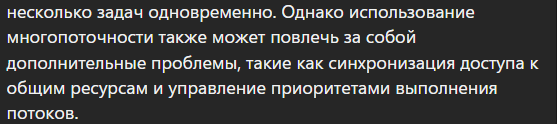 несколько задач одновременно. Однако использование
многопоточности также может повлечь за собой
дополнительные проблемы, такие как синхронизация доступа к
общим ресурсам и управление приоритетами выполнения
потоков.